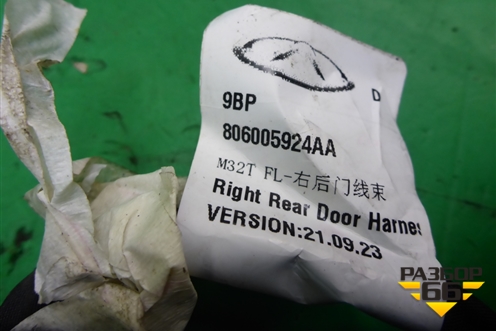 D
9BP
806005924AA
M32T FL-右后门线束
Right Rear Door Harnes
VERSION:21.09.23
РАЗБОР
66